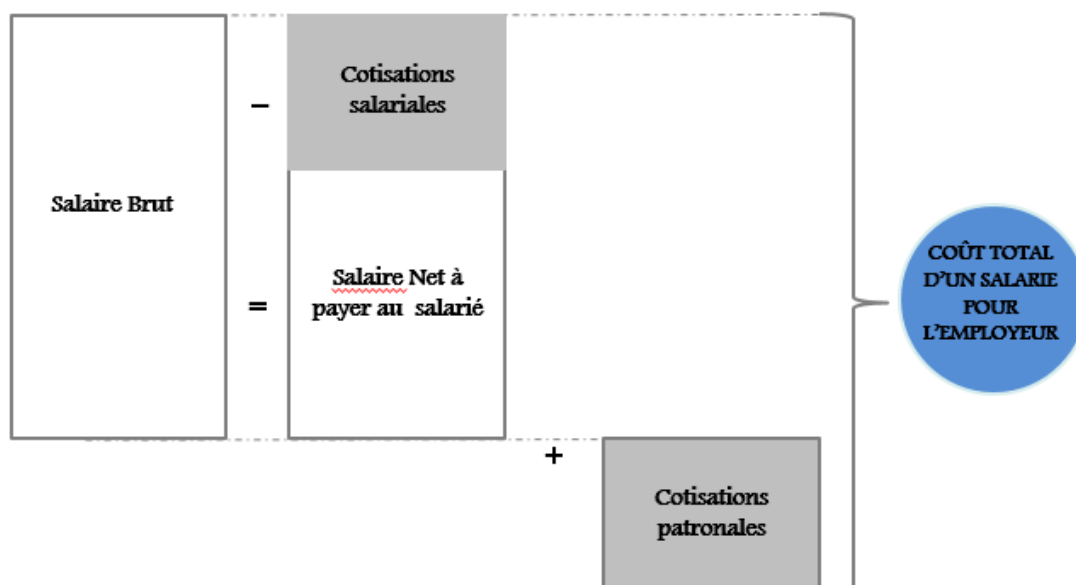 Cotisations
salariales
–
Salaire Brut
Salaire Net à
payer au salarié
=
COÛT TOTAL
D'UN SALARIE
POUR
L'EMPLOYEUR
+
Cotisations
patronales